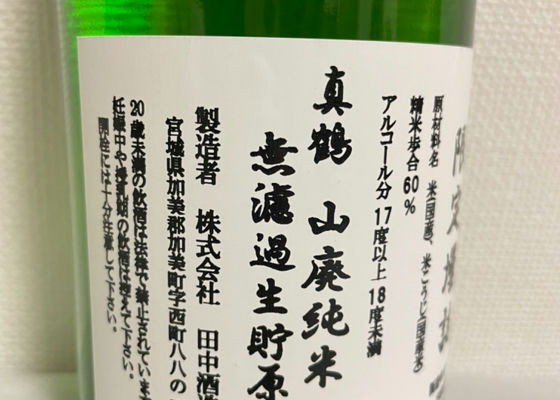 限定
原材料名 米(国産)、米こうじ(国産米)
精米歩合 60%
アルコール分 17度以上 18度未満
真鶴 山廃純米
無濾過生貯原
製造者 株式会社 田中酒造
宮城県加美郡加美町字西町八八の
20歳未満の飲酒は法律で禁止されています
妊娠中や授乳期の飲酒は控えて下さい。
開栓には十分注意して下さい。